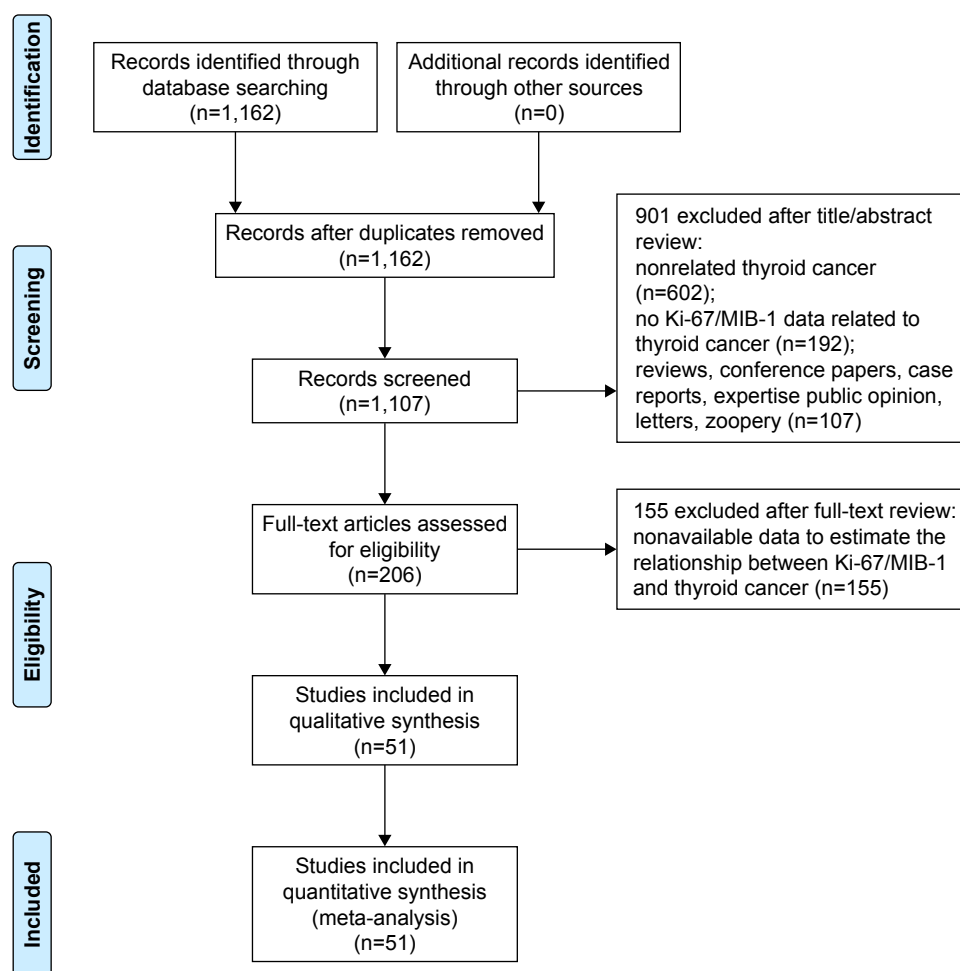 Identification
Records identified through
database searching
(n=1,162)
Additional records identified
through other sources
(n=0)
Records after duplicates removed
(n=1,162)
901 excluded after title/abstract
review:
nonrelated thyroid cancer
(n=602);
no Ki-67/MIB-1 data related to
thyroid cancer (n=192);
reviews, conference papers, case
reports, expertise public opinion,
letters, zoopery (n=107)
Screening
Records screened
(n=1,107)
Full-text articles assessed
for eligibility
(n=206)
155 excluded after full-text review:
nonavailable data to estimate the
relationship between Ki-67/MIB-1
and thyroid cancer (n=155)
Eligibility
Studies included in
qualitative synthesis
(n=51)
Included
Studies included in
quantitative synthesis
(meta-analysis)
(n=51)